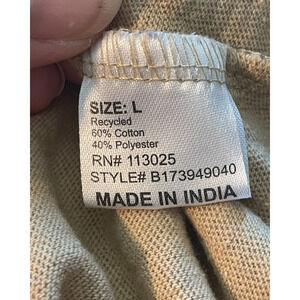 SIZE: L
Recycled
60% Cotton
40% Polyester
RN# 113025
STYLE# B173949040
MADE IN INDIA